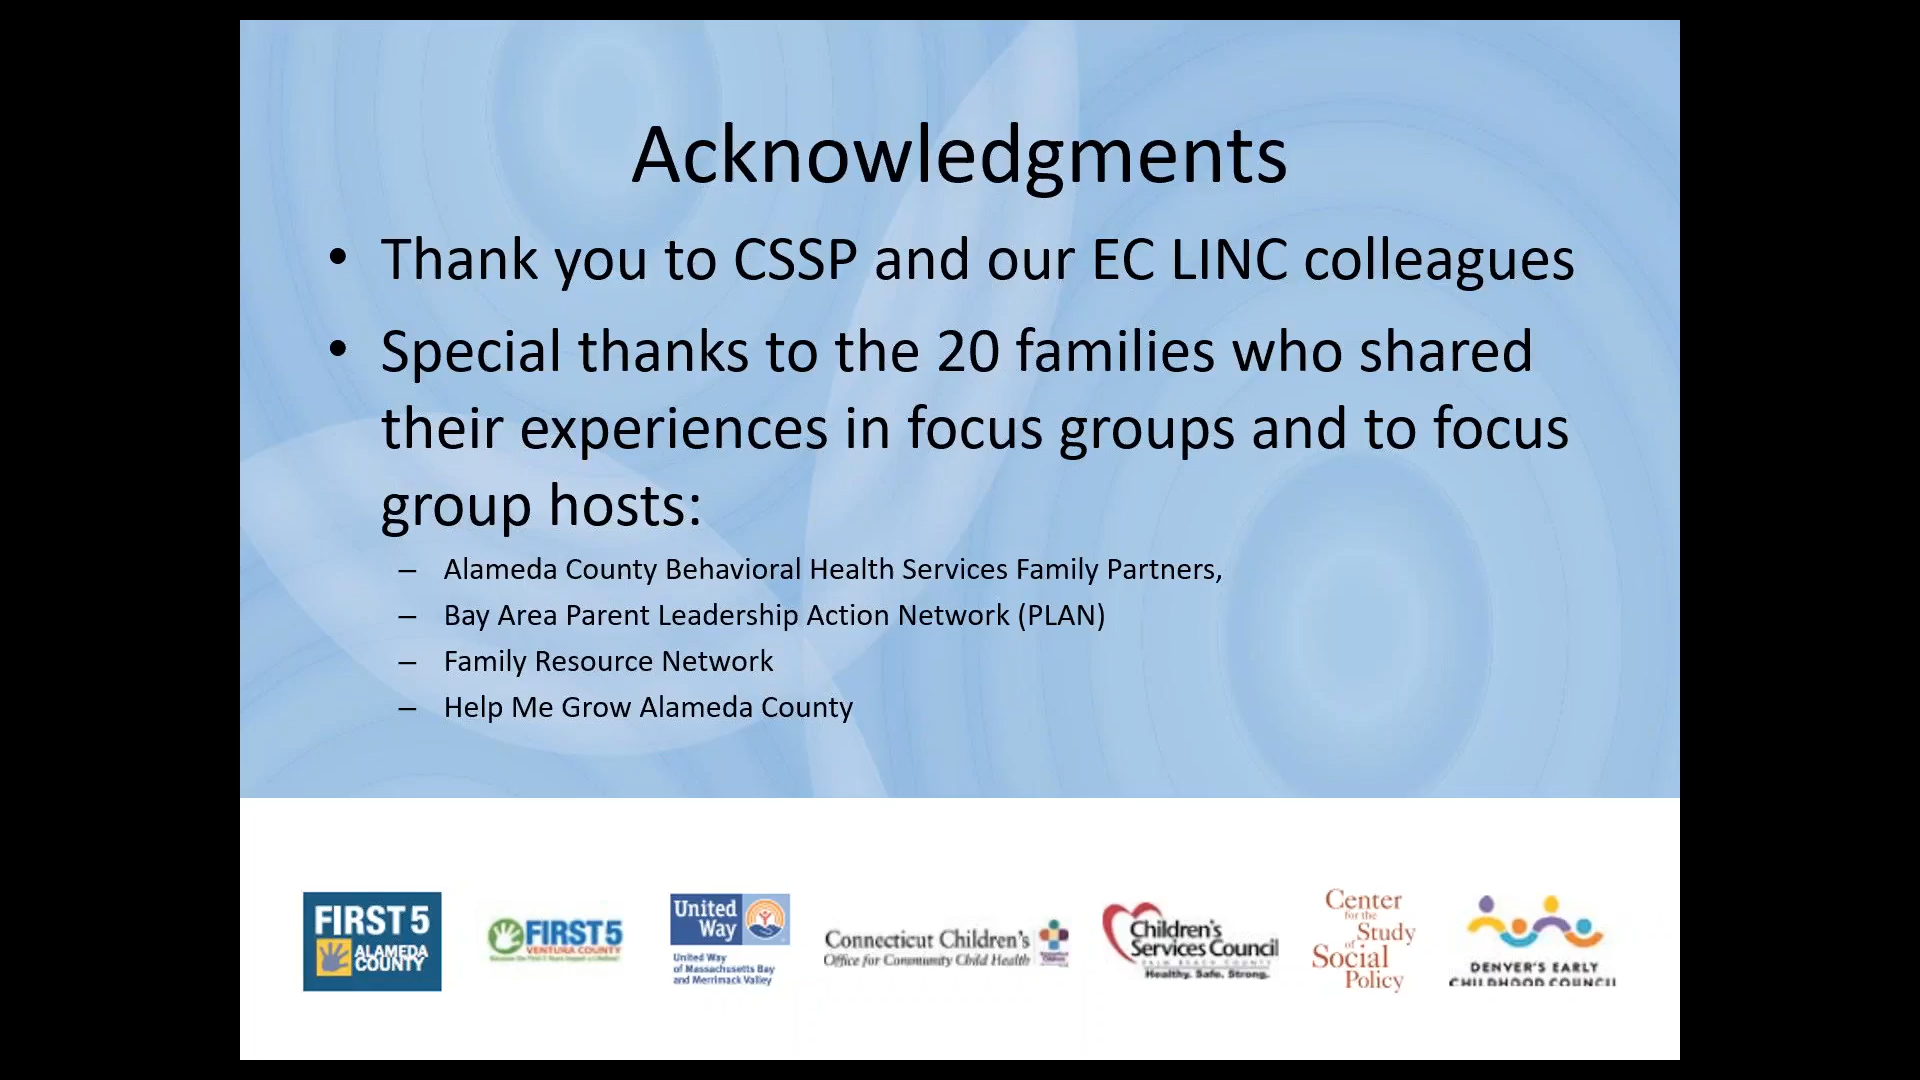 Acknowledgments
• Thank you to CSSP and our EC LINC colleagues
• Special thanks to the 20 families who shared
their experiences in focus groups and to focus
group hosts:
– Alameda County Behavioral Health Services Family Partners,
– Bay Area Parent Leadership Action Network (PLAN)
– Family Resource Network
– Help Me Grow Alameda County
FIRST 5
ALAMEDA
COUNTY
FIRST 5
VENTURA COUNTY
United
Way
United Way
of Massachusetts Bay
and Merrimack Valley
Connecticut Children's
Office for Community Child Health
Children's
Services Council
PALM BEACH COUNTY
Healthy. Safe. Strong.
Center
for the
Study
of
Social
Policy
DENVER'S EARLY
CHILDHOOD COUNCIL